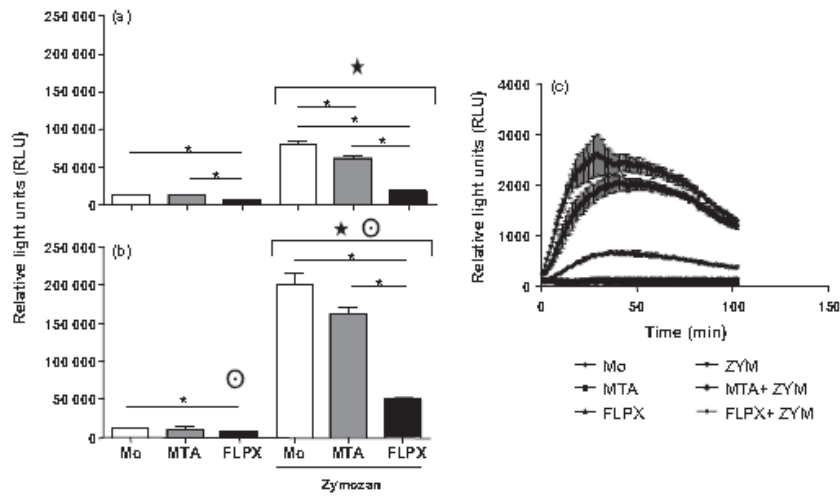 (a)
250 000
200 000
150 000
100 000
50 000
0
(b)
250 000
200 000
150 000
100 000
50 000
0
Relative light units (RLU)
Mo MTA FLPX Mo MTA FLPX
Zymozan
(c)
4000
3000
2000
1000
0
Relative light units (RLU)
0 50 100 150
Time (min)
Mo ZYM
MTA MTA+ ZYM
FLPX FLPX+ ZYM